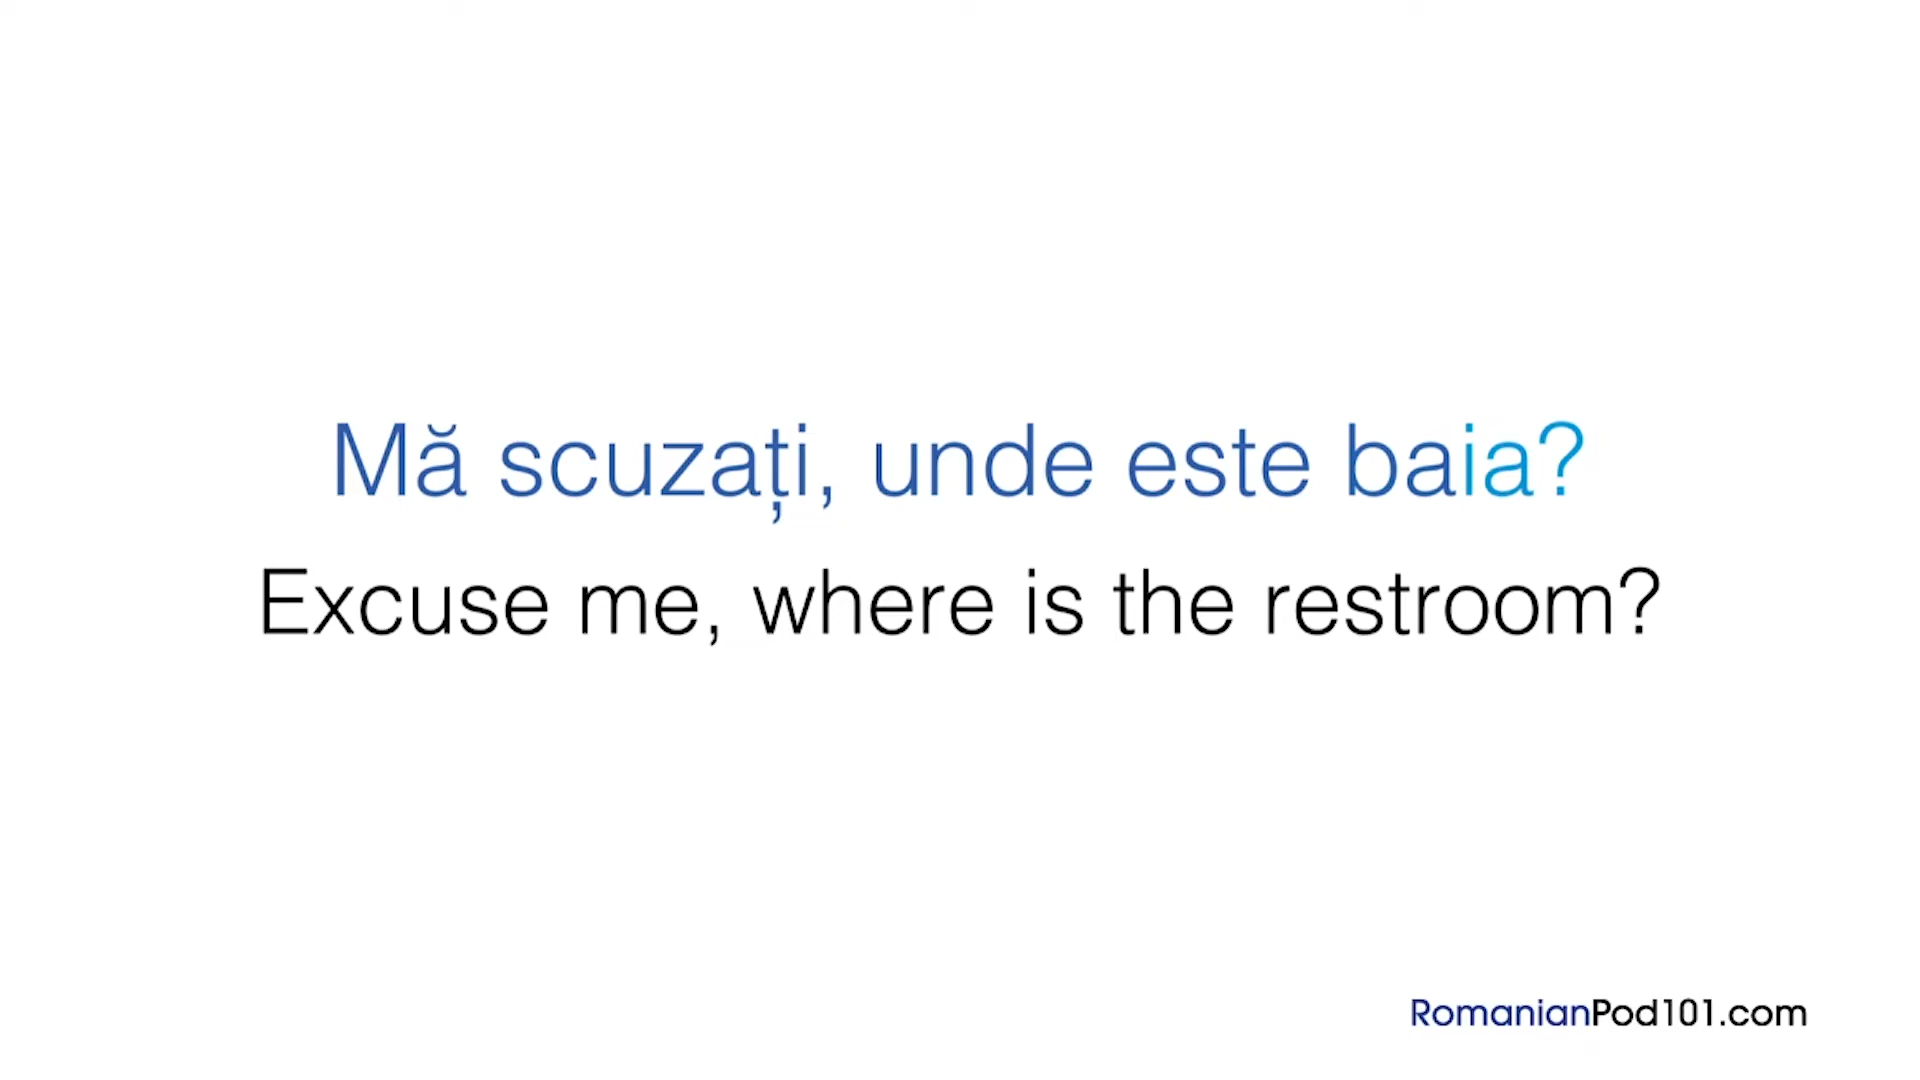 Mă scuzați, unde este baia?
Excuse me, where is the restroom?
RomanianPod101.com